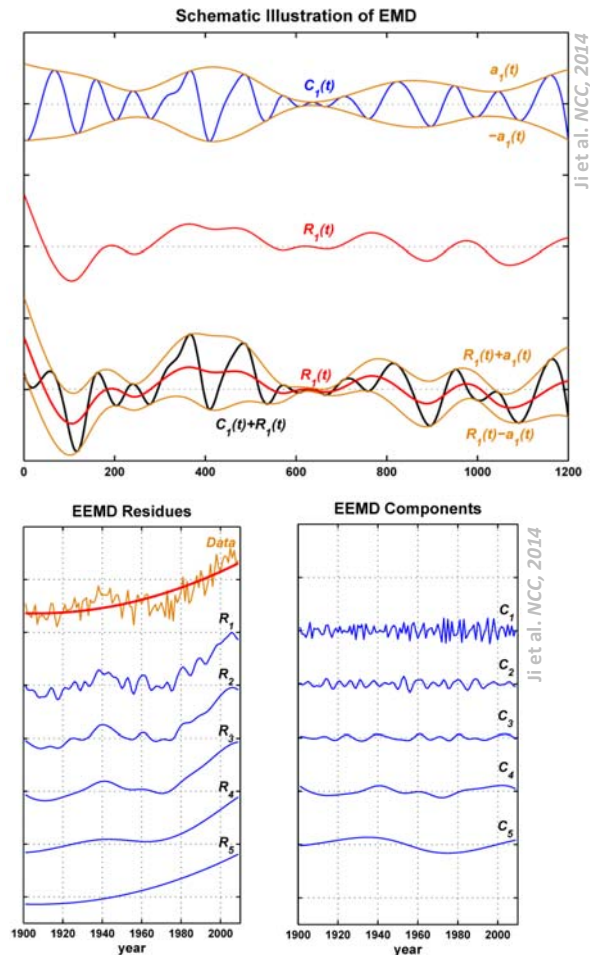 Schematic Illustration of EMD
a₁(t)
C₁(t)
−a₁(t)
Ji et al. NCC, 2014
R₁(t)
R₁(t)+a₁(t)
R₁(t)
C₁(t)+R₁(t)
R₁(t)−a₁(t)
0 200 400 600 800 1000 1200
EEMD Residues
Data
R₁
R₂
R₃
R₄
R₅
1900 1920 1940 1960 1980 2000
year
EEMD Components
C₁
C₂
C₃
C₄
C₅
1900 1920 1940 1960 1980 2000
year
Ji et al. NCC, 2014